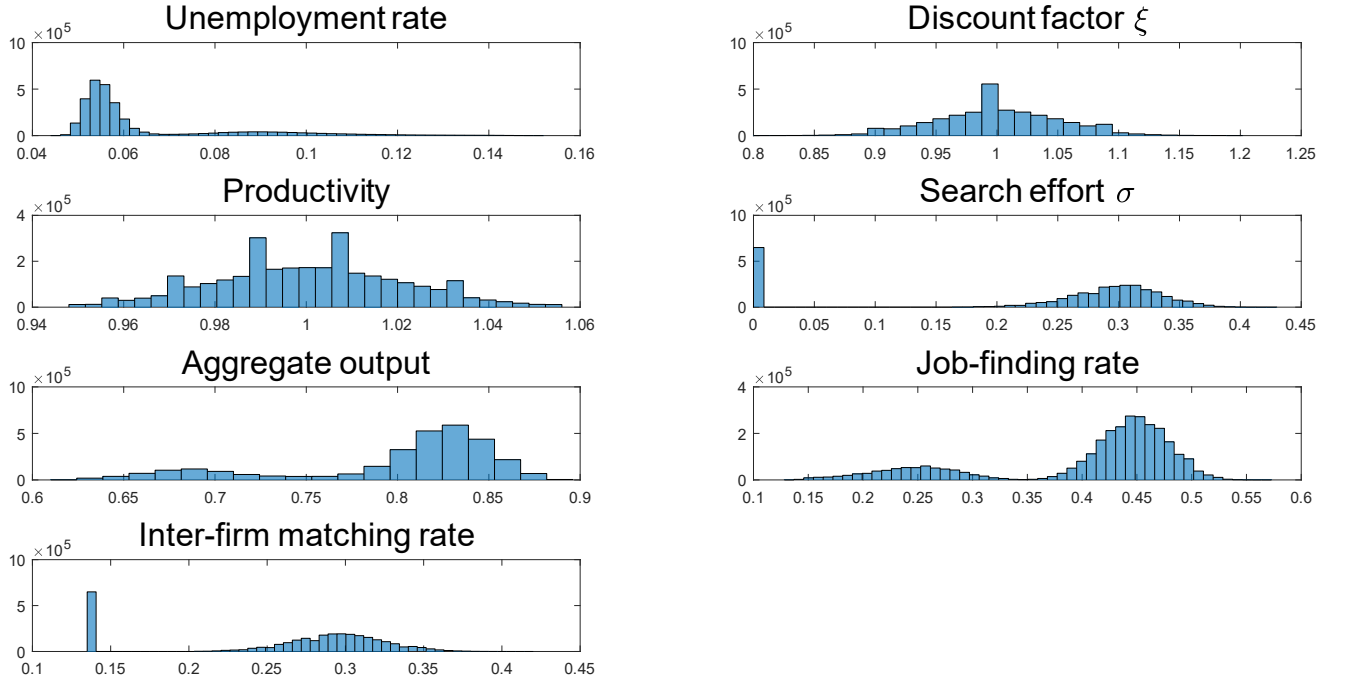 Unemployment rate
×10^5
10
5
0
0.04 0.06 0.08 0.1 0.12 0.14 0.16
Discount factor ξ
×10^5
10
5
0
0.8 0.85 0.9 0.95 1 1.05 1.1 1.15 1.2 1.25
Productivity
×10^5
4
2
0
0.94 0.96 0.98 1 1.02 1.04 1.06
Search effort σ
×10^5
10
5
0
0 0.05 0.1 0.15 0.2 0.25 0.3 0.35 0.4 0.45
Aggregate output
×10^5
10
5
0
0.6 0.65 0.7 0.75 0.8 0.85 0.9
Job-finding rate
×10^5
4
2
0
0.1 0.15 0.2 0.25 0.3 0.35 0.4 0.45 0.5 0.55 0.6
Inter-firm matching rate
×10^5
10
5
0
0.1 0.15 0.2 0.25 0.3 0.35 0.4 0.45